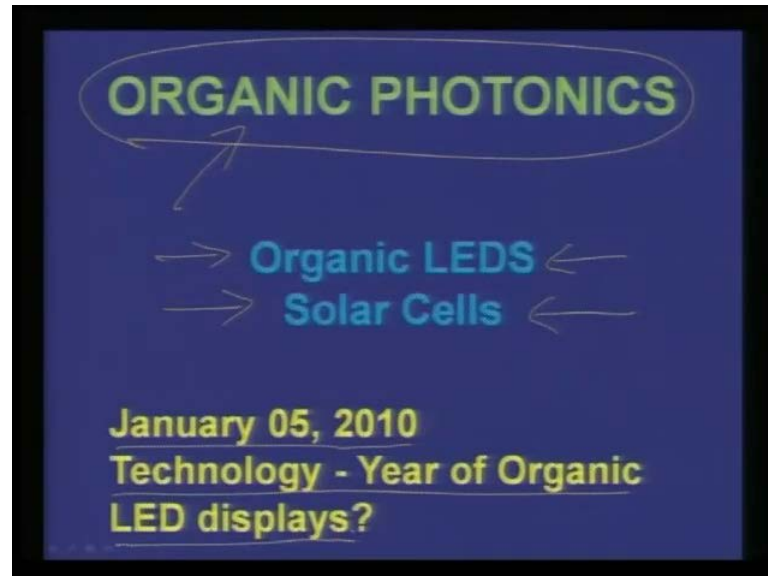 ORGANIC PHOTONICS
Organic LEDS
Solar Cells
January 05, 2010
Technology - Year of Organic
LED displays?